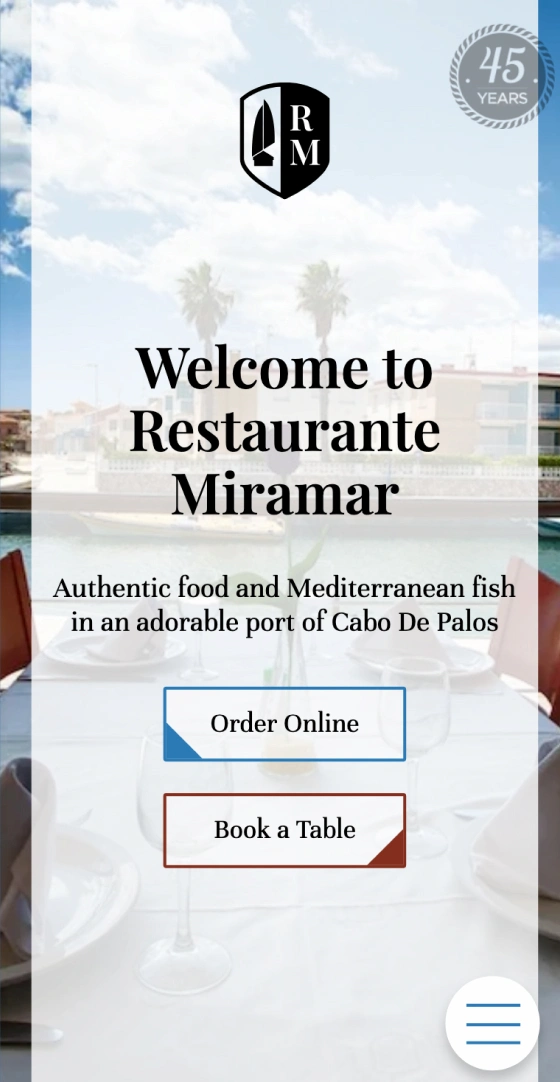 45
YEARS
R
M
Welcome to
Restaurante
Miramar
Authentic food and Mediterranean fish
in an adorable port of Cabo De Palos
Order Online
Book a Table